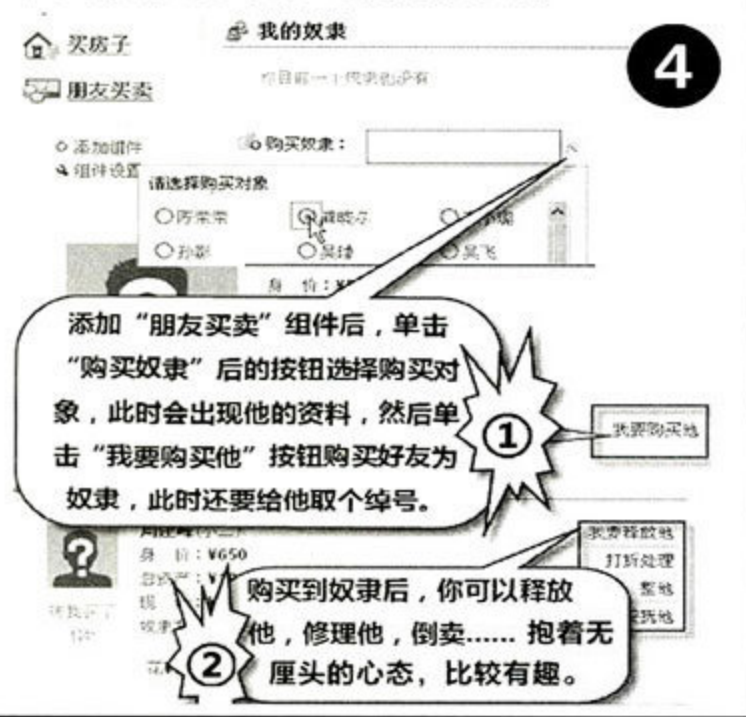 我的奴隶
买房子
4
朋友买卖
添加组件
购买奴隶：
组件设置
请选择购买对象
孙影
吴飞
身 价：¥
添加“朋友买卖”组件后，单击
“购买奴隶”后的按钮选择购买对
象，此时会出现他的资料，然后单
击“我要购买他”按钮购买好友为
奴隶，此时还要给他取个绰号。
①
我要购买他
身 价：¥650
我要释放他
打折处理
整他
购买到奴隶后，你可以释放
他，修理他，倒卖…… 抱着无
厘头的心态，比较有趣。
②